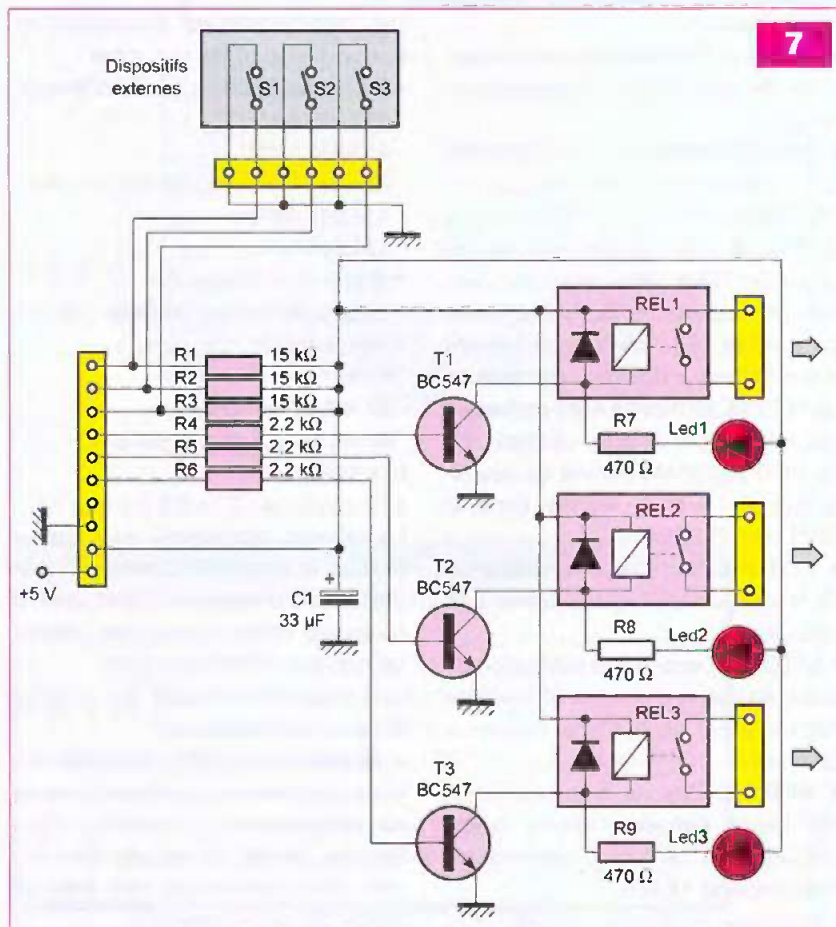 7
Dispositifs
externes
S1
S2
S3
REL1
R1 15 kΩ
R2 15 kΩ
R3 15 kΩ
R4 2,2 kΩ
R5 2,2 kΩ
R6 2,2 kΩ
T1
BC547
R7
470 Ω
Led1
REL2
T2
BC547
+5 V
+
C1
33 µF
R8
470 Ω
Led2
REL3
T3
BC547
R9
470 Ω
Led3